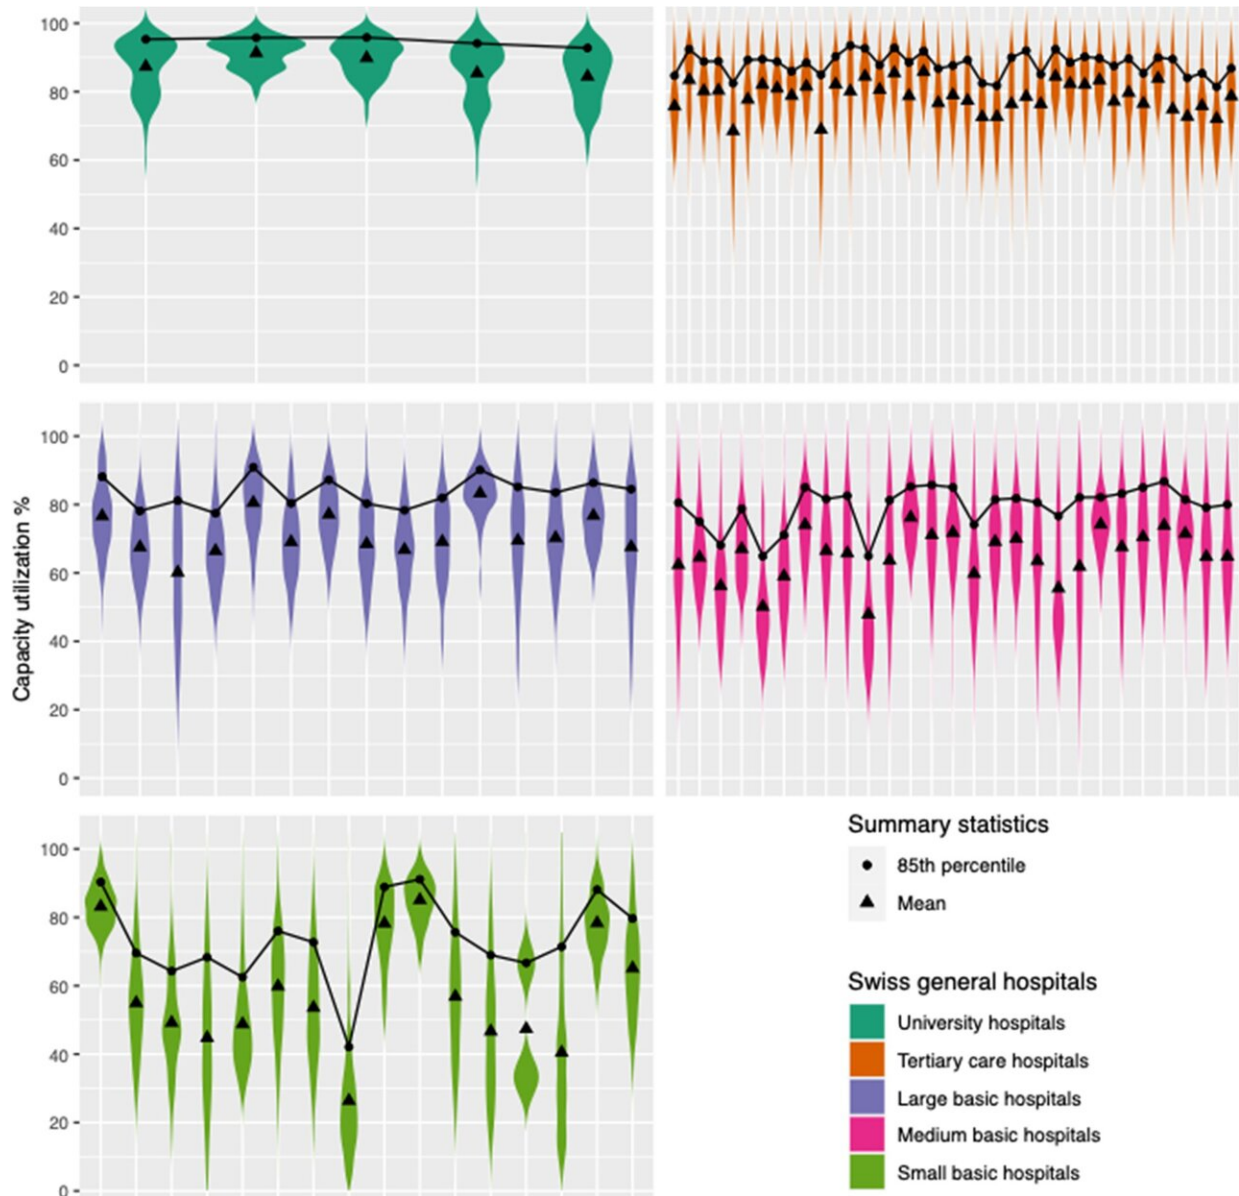 100
80
60
40
20
0
Capacity utilization %
100
80
60
40
20
0
100
80
60
40
20
0
Summary statistics
85th percentile
Mean
Swiss general hospitals
University hospitals
Tertiary care hospitals
Large basic hospitals
Medium basic hospitals
Small basic hospitals